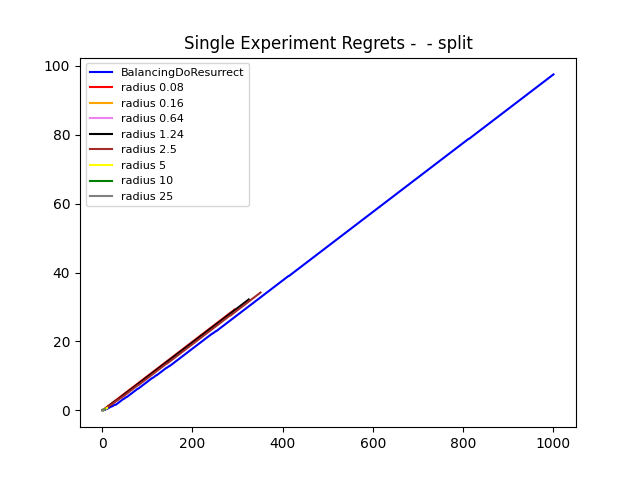 Single Experiment Regrets -  - split
100
80
60
40
20
0
BalancingDoResurrect
radius 0.08
radius 0.16
radius 0.64
radius 1.24
radius 2.5
radius 5
radius 10
radius 25
0 200 400 600 800 1000